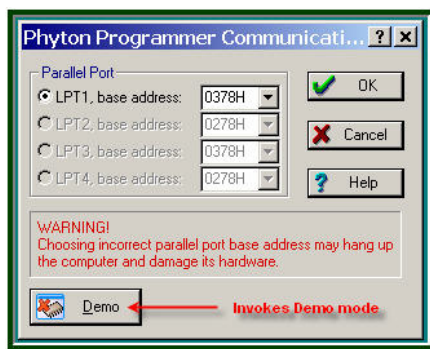 Phyton Programmer Communicati...
Parallel Port
LPT1, base address: 0378H
LPT2, base address: 0278H
LPT3, base address: 0378H
LPT4, base address: 0278H
OK
Cancel
Help
WARNING!
Choosing incorrect parallel port base address may hang up
the computer and damage its hardware.
Demo
Invokes Demo mode